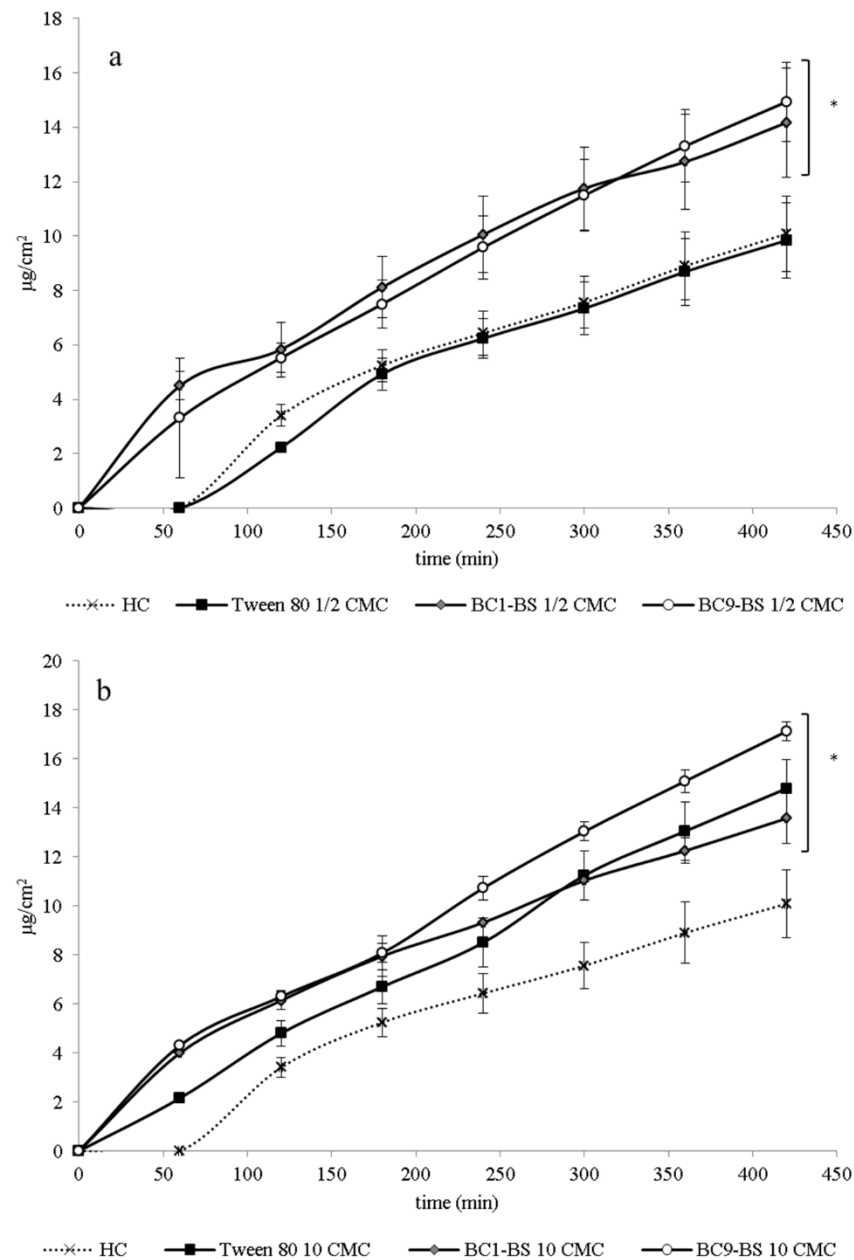 a
18
16
14
12
10
8
6
4
2
0
µg/cm²
*
0 50 100 150 200 250 300 350 400 450
time (min)
HC Tween 80 1/2 CMC BC1-BS 1/2 CMC BC9-BS 1/2 CMC
b
20
18
16
14
12
10
8
6
4
2
0
µg/cm²
*
0 50 100 150 200 250 300 350 400 450
time (min)
HC Tween 80 10 CMC BC1-BS 10 CMC BC9-BS 10 CMC